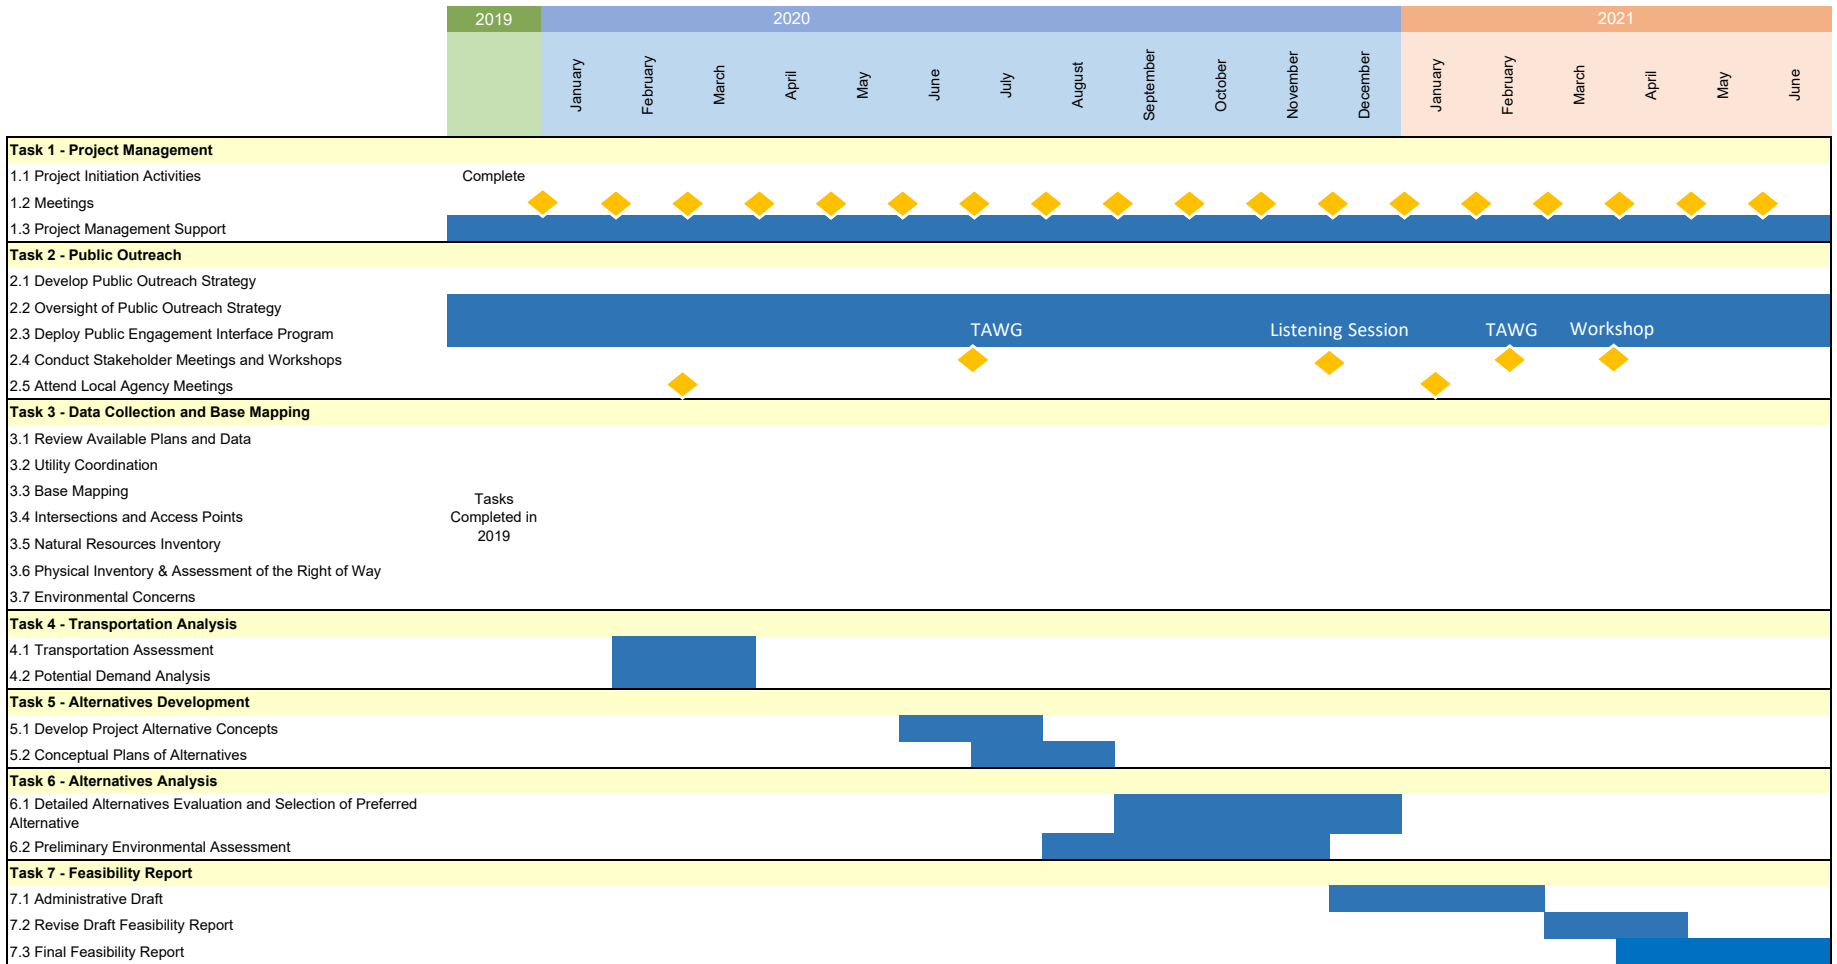 2019 2020 2021
January February March April May June July August September October November December January February March April May June
Task 1 - Project Management
1.1 Project Initiation Activities Complete
1.2 Meetings
1.3 Project Management Support
Task 2 - Public Outreach
2.1 Develop Public Outreach Strategy
2.2 Oversight of Public Outreach Strategy
2.3 Deploy Public Engagement Interface Program TAWG Listening Session TAWG Workshop
2.4 Conduct Stakeholder Meetings and Workshops
2.5 Attend Local Agency Meetings
Task 3 - Data Collection and Base Mapping
3.1 Review Available Plans and Data
3.2 Utility Coordination
3.3 Base Mapping
Tasks
3.4 Intersections and Access Points Completed in
2019
3.5 Natural Resources Inventory
3.6 Physical Inventory & Assessment of the Right of Way
3.7 Environmental Concerns
Task 4 - Transportation Analysis
4.1 Transportation Assessment
4.2 Potential Demand Analysis
Task 5 - Alternatives Development
5.1 Develop Project Alternative Concepts
5.2 Conceptual Plans of Alternatives
Task 6 - Alternatives Analysis
6.1 Detailed Alternatives Evaluation and Selection of Preferred
Alternative
6.2 Preliminary Environmental Assessment
Task 7 - Feasibility Report
7.1 Administrative Draft
7.2 Revise Draft Feasibility Report
7.3 Final Feasibility Report